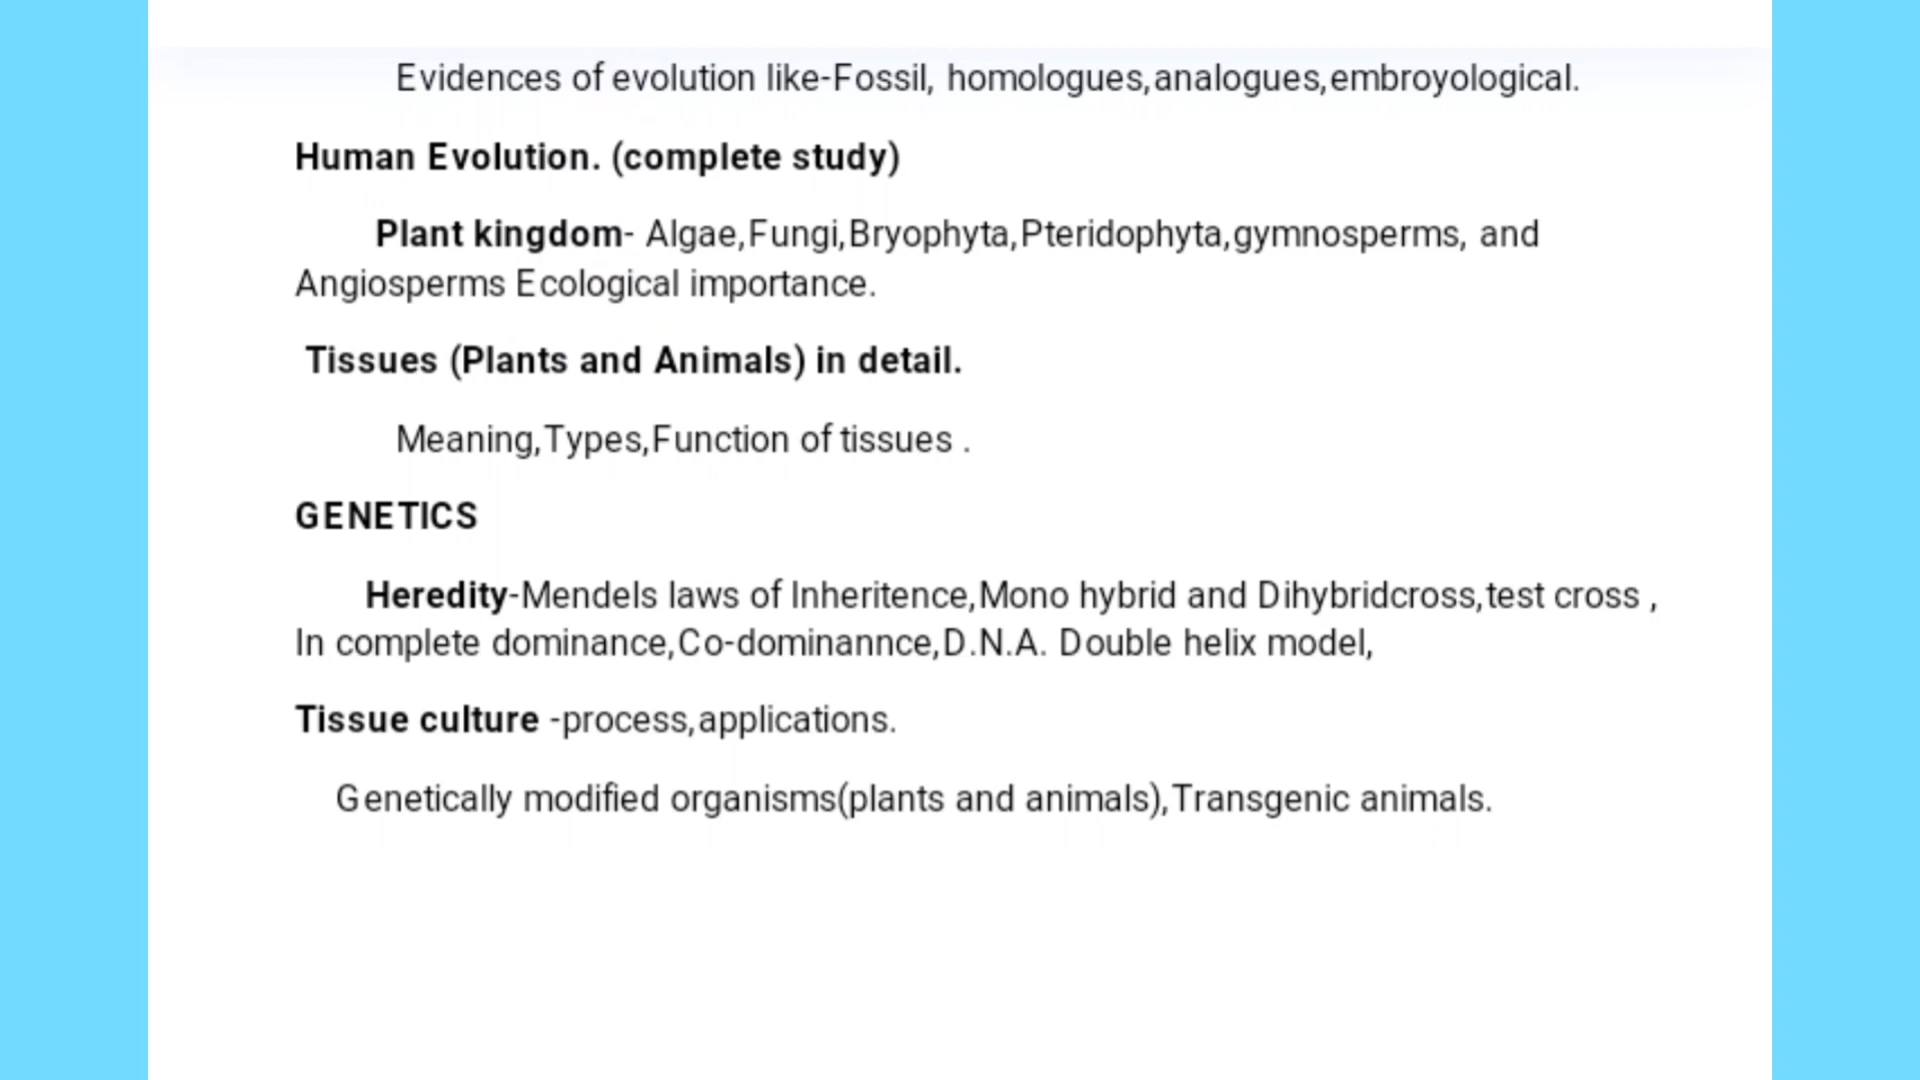 Evidences of evolution like-Fossil, homologues,analogues,embroyological.
Human Evolution. (complete study)
Plant kingdom- Algae,Fungi,Bryophyta,Pteridophyta,gymnosperms, and
Angiosperms Ecological importance.
Tissues (Plants and Animals) in detail.
Meaning,Types,Function of tissues .
GENETICS
Heredity-Mendels laws of Inheritence,Mono hybrid and Dihybridcross,test cross ,
In complete dominance,Co-dominannce,D.N.A. Double helix model,
Tissue culture -process,applications.
Genetically modified organisms(plants and animals),Transgenic animals.